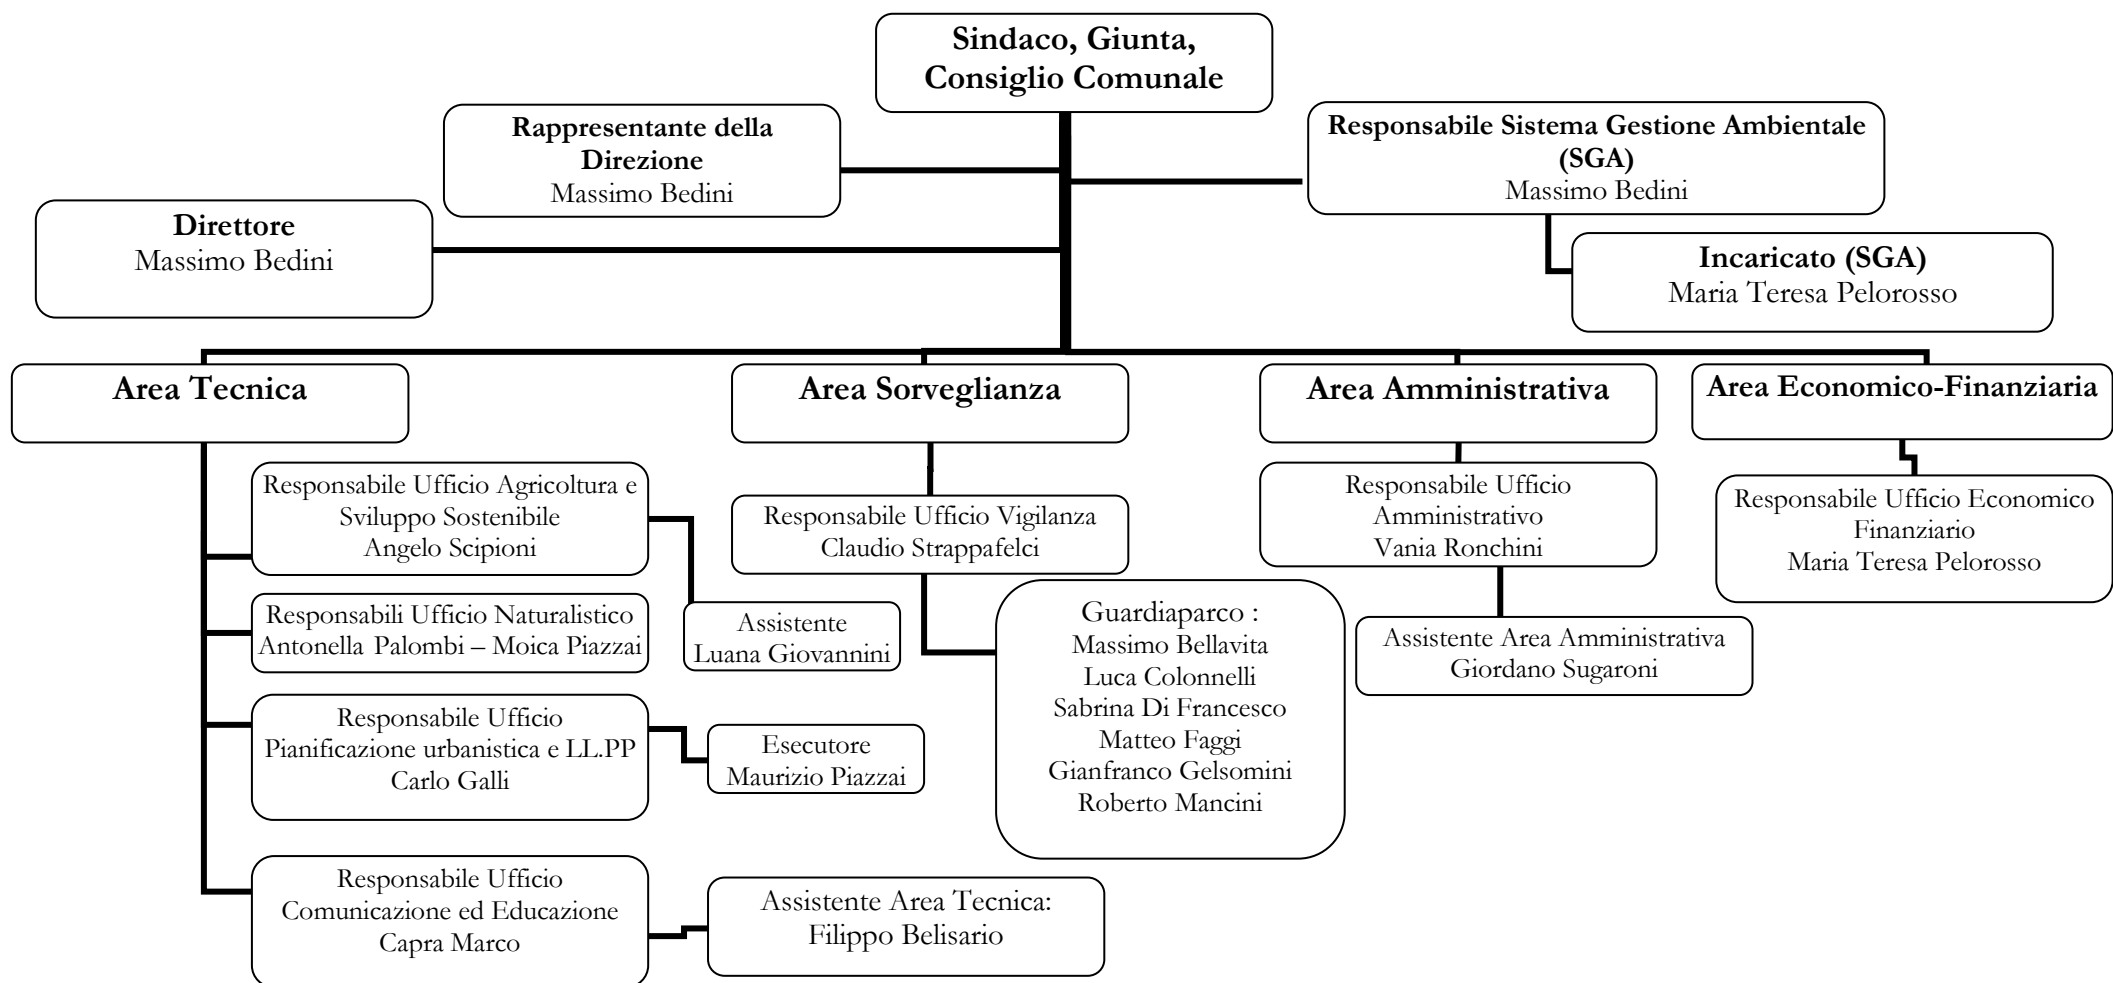 Sindaco, Giunta,
Consiglio Comunale
Rappresentante della
Direzione
Massimo Bedini
Responsabile Sistema Gestione Ambientale
(SGA)
Massimo Bedini
Direttore
Massimo Bedini
Incaricato (SGA)
Maria Teresa Pelorosso
Area Tecnica
Area Sorveglianza
Area Amministrativa
Area Economico-Finanziaria
Responsabile Ufficio Agricoltura e
Sviluppo Sostenibile
Angelo Scipioni
Responsabili Ufficio Naturalistico
Antonella Palombi – Moica Piazzai
Assistente
Luana Giovannini
Responsabile Ufficio
Pianificazione urbanistica e LL.PP
Carlo Galli
Esecutore
Maurizio Piazzai
Responsabile Ufficio
Comunicazione ed Educazione
Capra Marco
Assistente Area Tecnica:
Filippo Belisario
Responsabile Ufficio Vigilanza
Claudio Strappafelci
Guardiaparco :
Massimo Bellavita
Luca Colonnelli
Sabrina Di Francesco
Matteo Faggi
Gianfranco Gelsomini
Roberto Mancini
Responsabile Ufficio
Amministrativo
Vania Ronchini
Assistente Area Amministrativa
Giordano Sugaroni
Responsabile Ufficio Economico
Finanziario
Maria Teresa Pelorosso